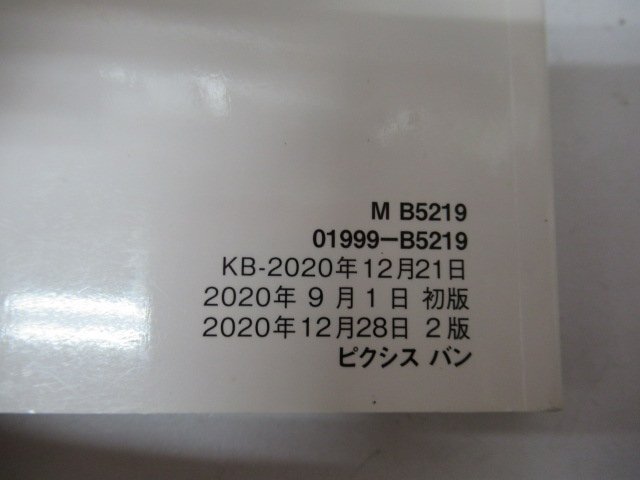 M B5219
01999-B5219
KB-2020年12月21日
2020年 9 月 1 日 初版
2020年12月28日 2 版
ピクシス バン